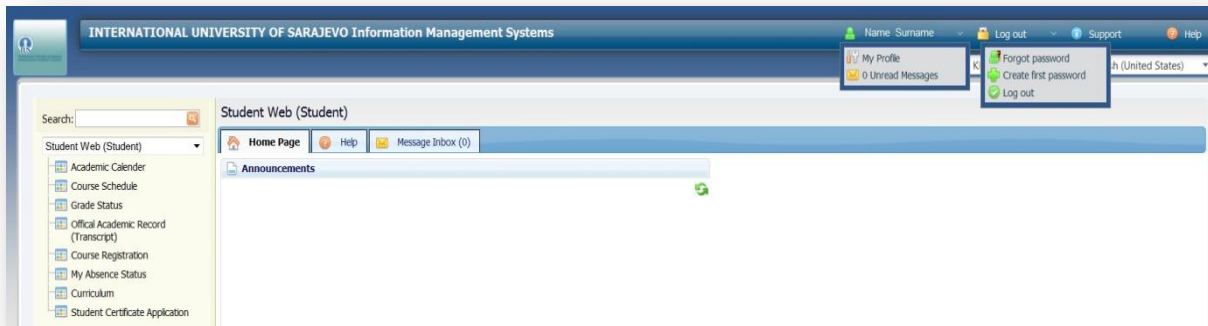 INTERNATIONAL UNIVERSITY OF SARAJEVO Information Management Systems
Name Surname
Log out
Support
Help
My Profile
0 Unread Messages
Forgot password
Create first password
Log out
(United States)
Search:
Student Web (Student)
Academic Calender
Course Schedule
Grade Status
Offical Academic Record
(Transcript)
Course Registration
My Absence Status
Curriculum
Student Certificate Application
Student Web (Student)
Home Page
Help
Message Inbox (0)
Announcements